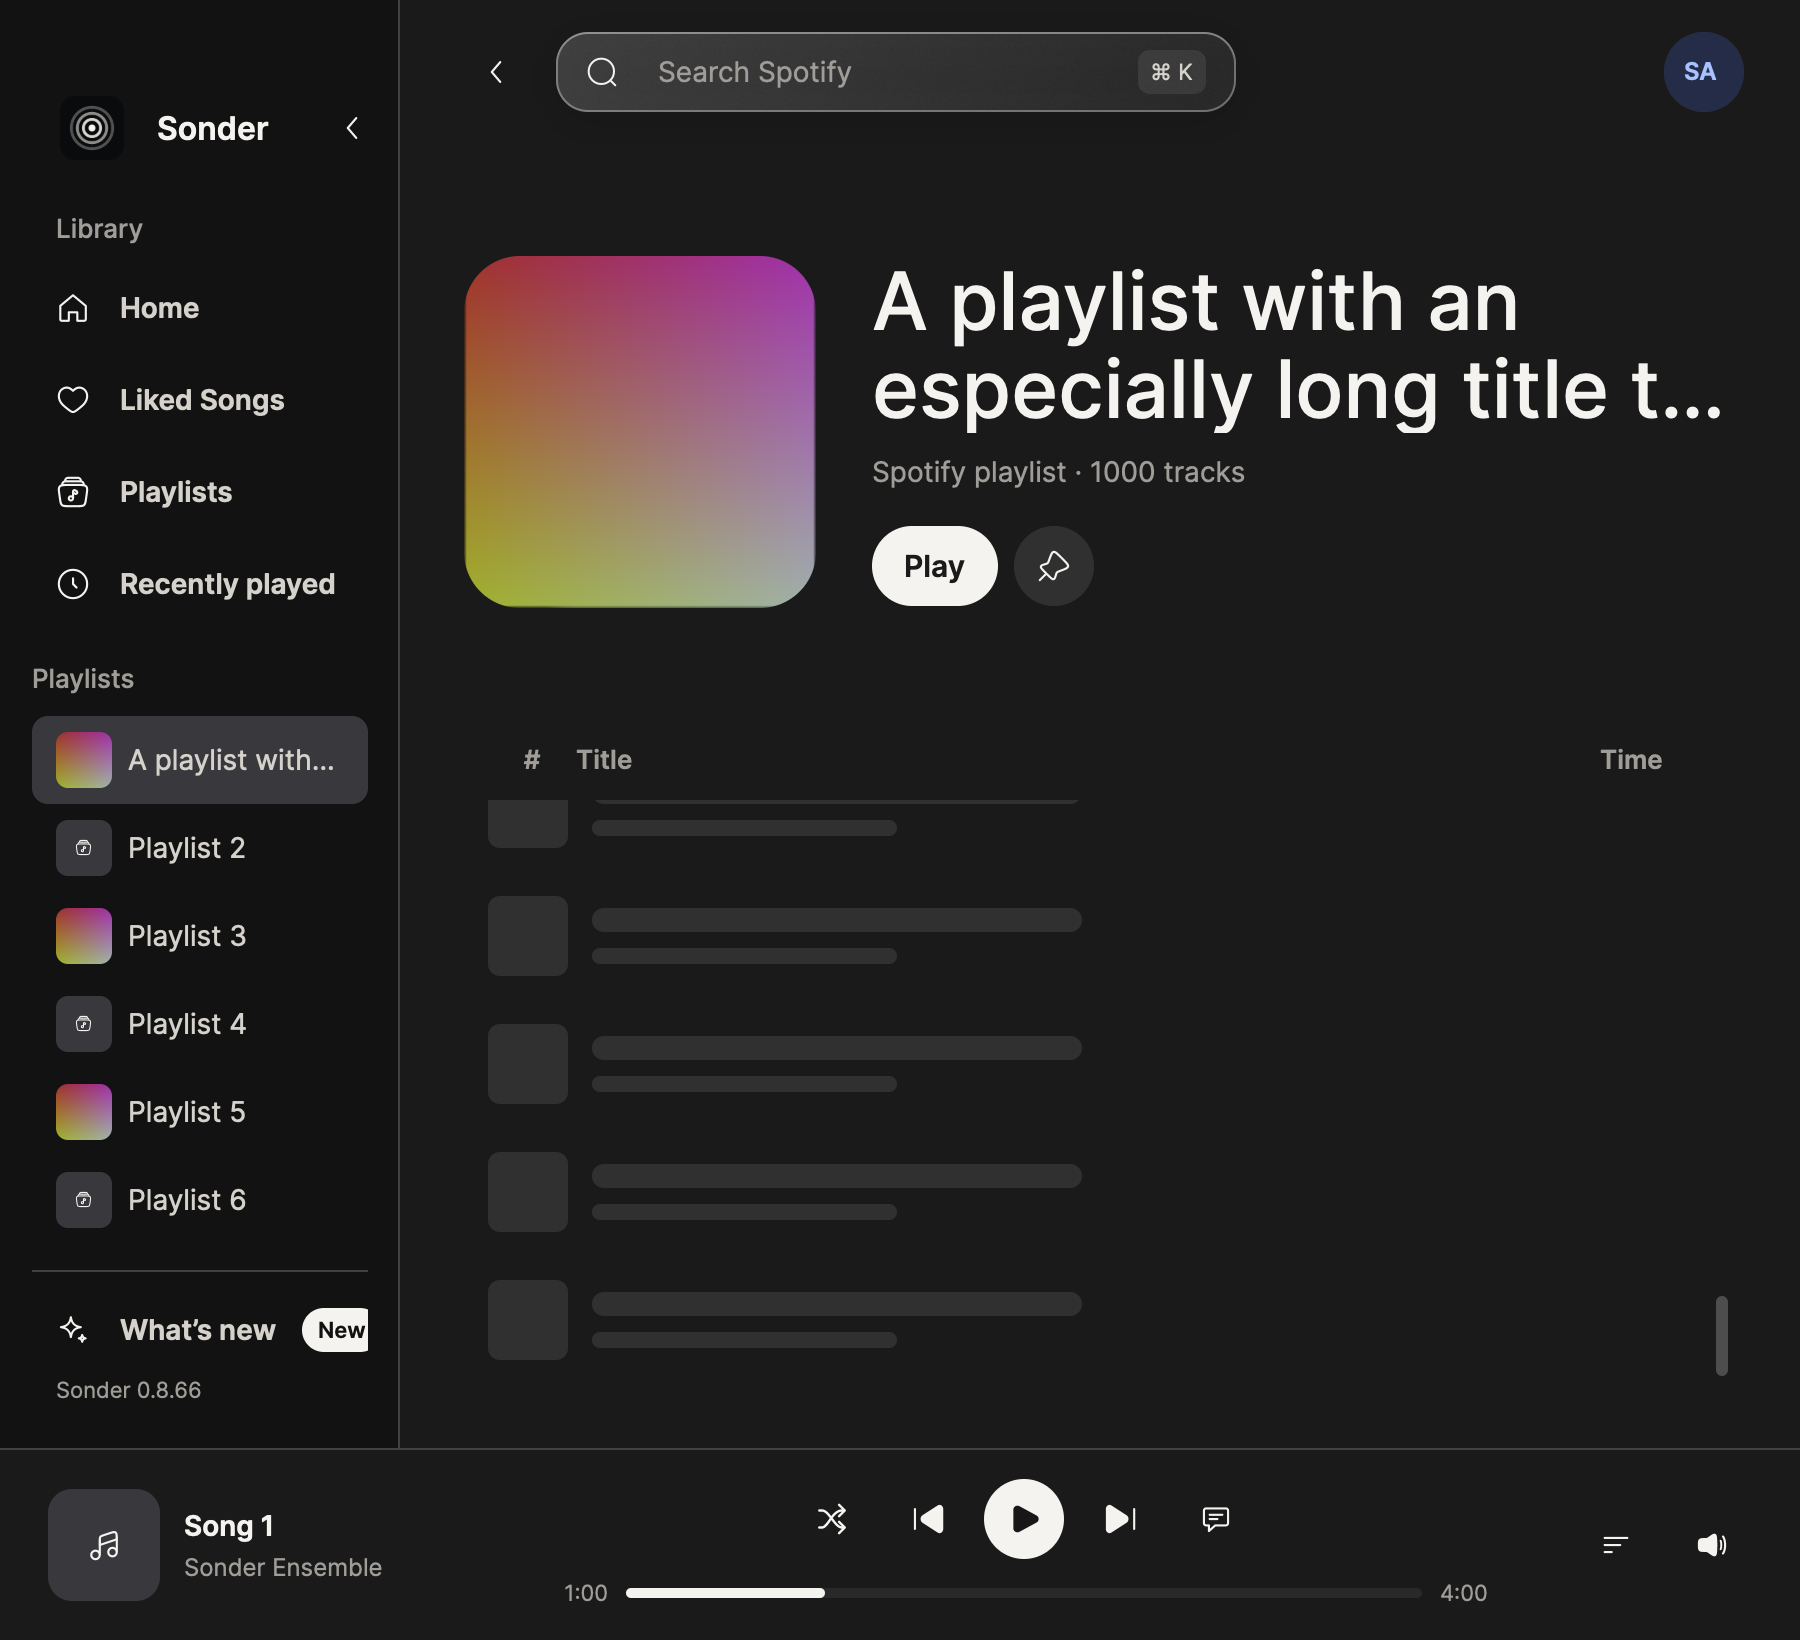 Sonder
Library
Home
Liked Songs
Playlists
Recently played
Playlists
A playlist with...
Playlist 2
Playlist 3
Playlist 4
Playlist 5
Playlist 6
What's new New
Sonder 0.8.66
Search Spotify ⌘ K
SA
A playlist with an
especially long title t...
Spotify playlist · 1000 tracks
Play
# Title Time
Song 1
Sonder Ensemble
1:00 4:00